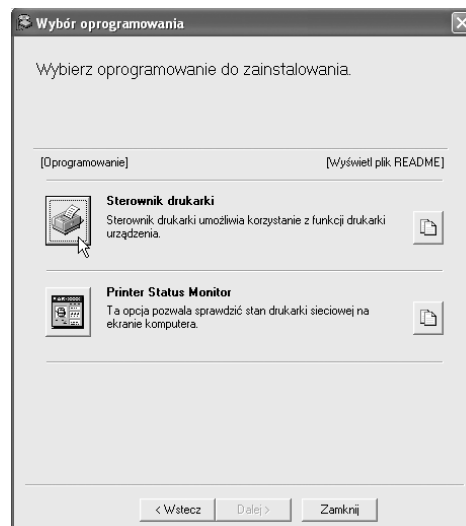 Wybór oprogramowania
Wybierz oprogramowanie do zainstalowania.
[Oprogramowanie] [Wyświetl plik README]
Sterownik drukarki
Sterownik drukarki umożliwia korzystanie z funkcji drukarki
urządzenia.
Printer Status Monitor
Ta opcja pozwala sprawdzić stan drukarki sieciowej na
ekranie komputera.
< Wstecz Dalej > Zamknij